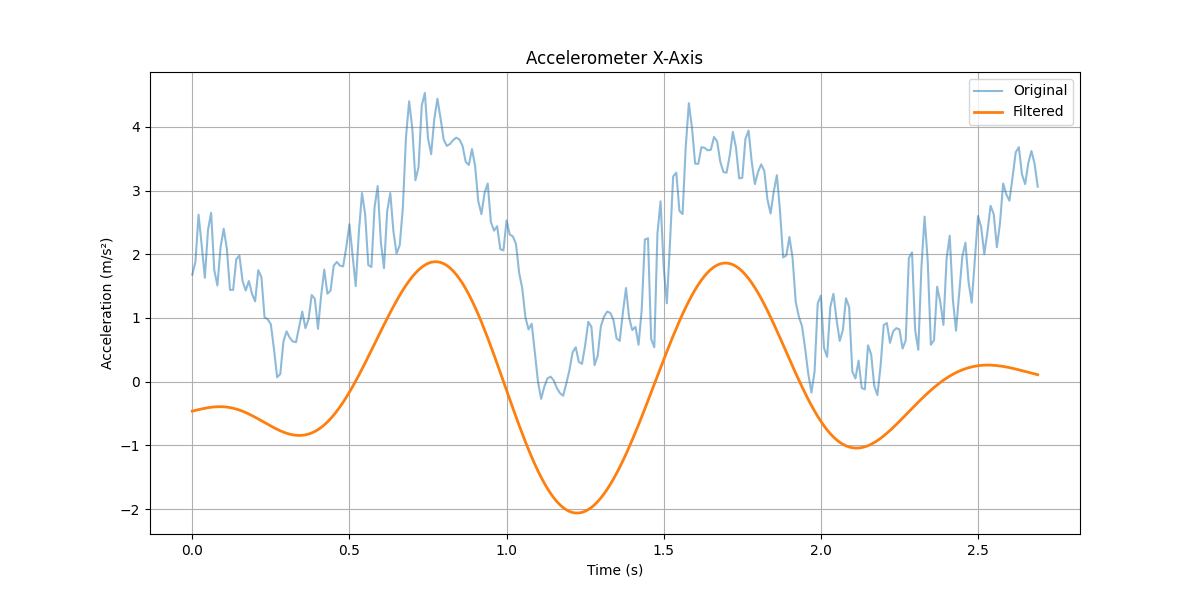 Accelerometer X-Axis
Original
Filtered
Acceleration (m/s²)
4
3
2
1
0
−1
−2
0.0 0.5 1.0 1.5 2.0 2.5
Time (s)